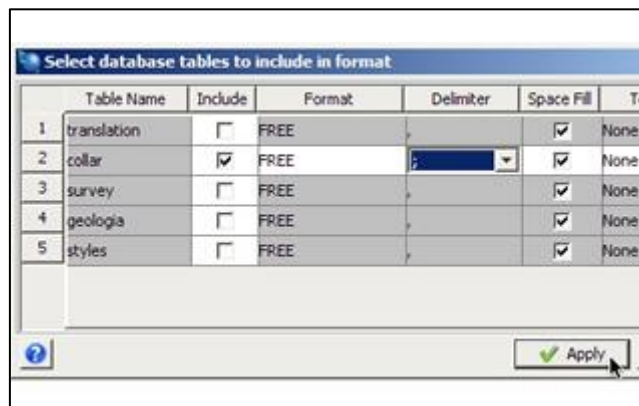 Select database tables to include in format
Table Name Include Format Delimiter Space Fill T
1 translation FREE , None
2 collar FREE ; None
3 survey FREE , None
4 geologia FREE , None
5 styles FREE , None
? Apply